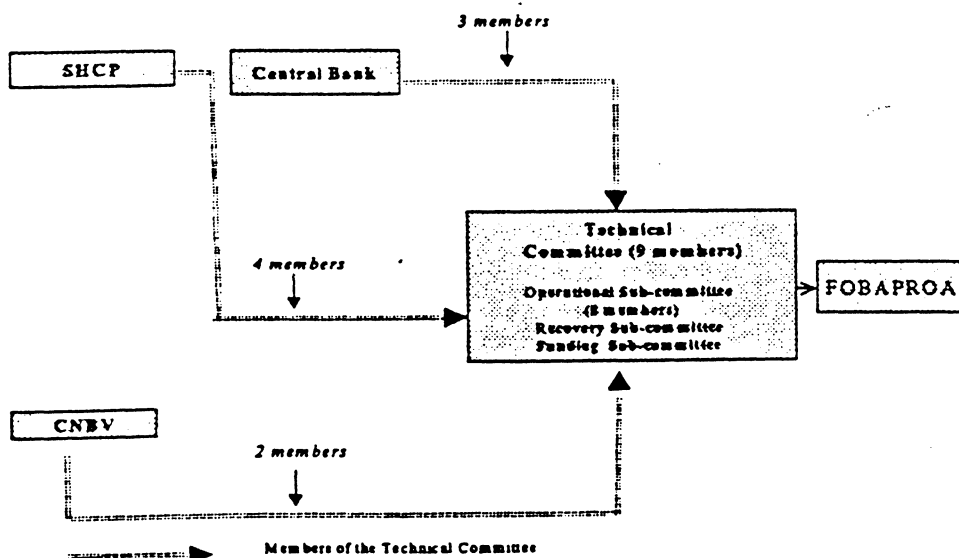 3 members
SHCP
Central Bank
Technical
Committee (9 members)
4 members
Operational Sub-committee
(8 members)
Recovery Sub-committee
Funding Sub-committee
FOBAPROA
CNBV
2 members
Members of the Technical Committee